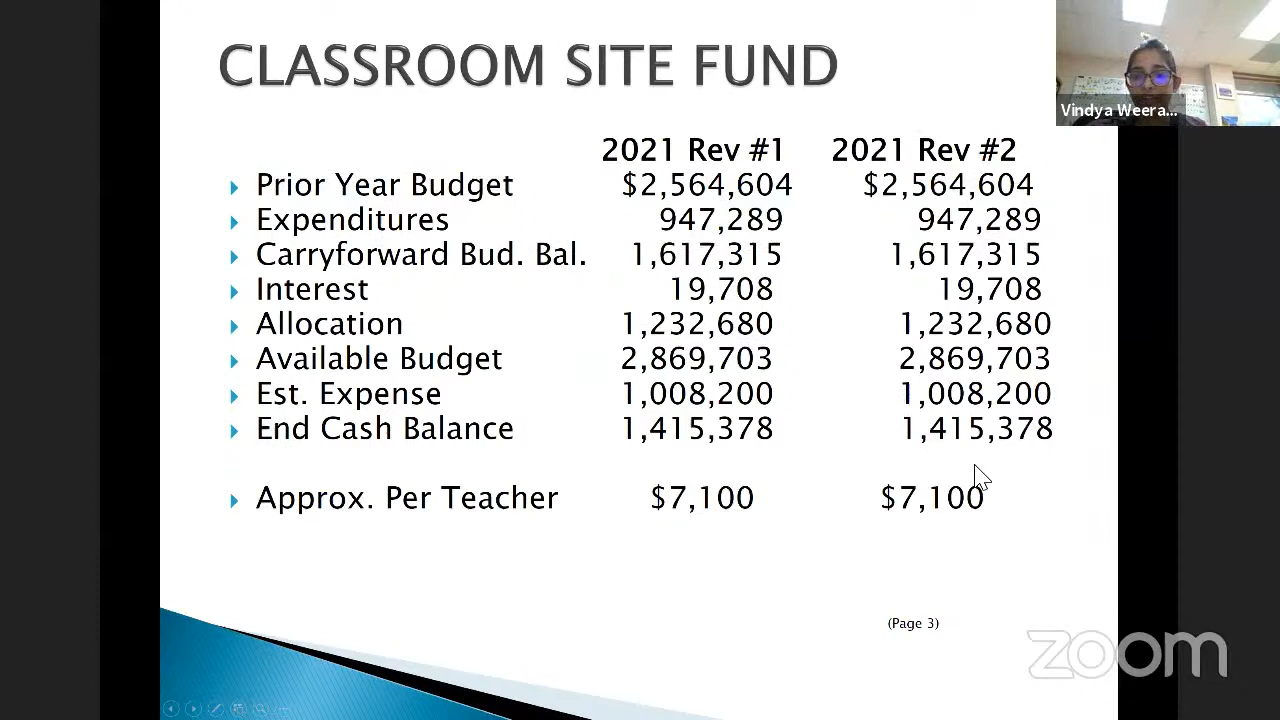 CLASSROOM SITE FUND
Vindya Weera...
2021 Rev #1 2021 Rev #2
Prior Year Budget $2,564,604 $2,564,604
Expenditures 947,289 947,289
Carryforward Bud. Bal. 1,617,315 1,617,315
Interest 19,708 19,708
Allocation 1,232,680 1,232,680
Available Budget 2,869,703 2,869,703
Est. Expense 1,008,200 1,008,200
End Cash Balance 1,415,378 1,415,378
Approx. Per Teacher $7,100 $7,100
(Page 3)
zoom